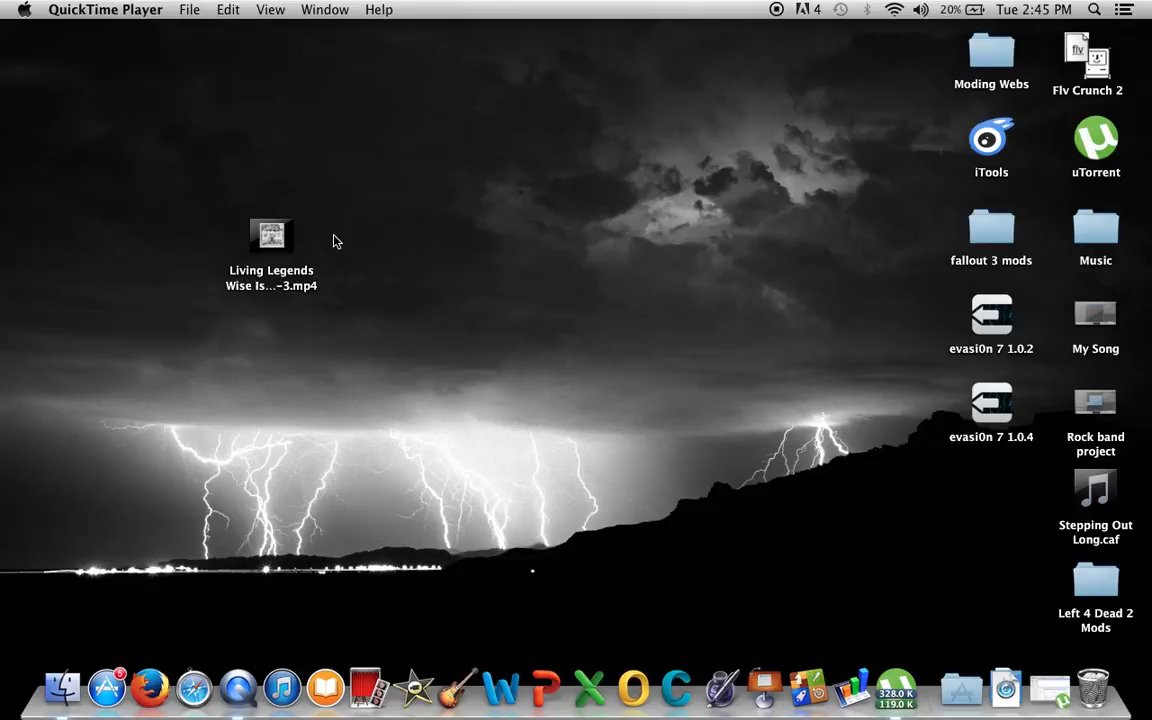 QuickTime Player File Edit View Window Help 4 20% Tue 2:45 PM
Moding Webs
flv
Flv Crunch 2
iTools
µTorrent
Living Legends
Wise Is...-3.mp4
fallout 3 mods
Music
evasi0n 7 1.0.2
My Song
evasi0n 7 1.0.4
Rock band
project
Stepping Out
Long.caf
Left 4 Dead 2
Mods
5
W P X O C
328.0 K
119.0 K